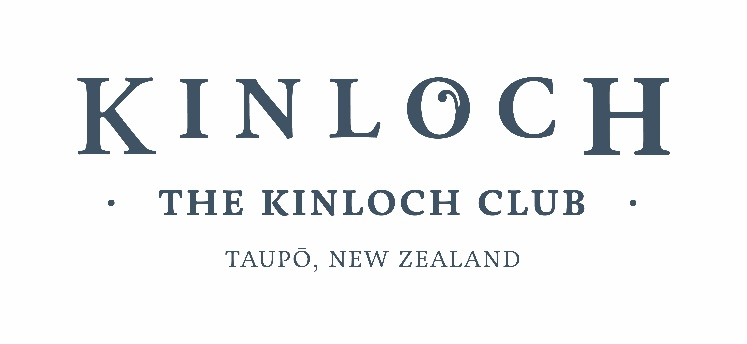 KINLOCH
· THE KINLOCH CLUB ·
TAUPŌ, NEW ZEALAND